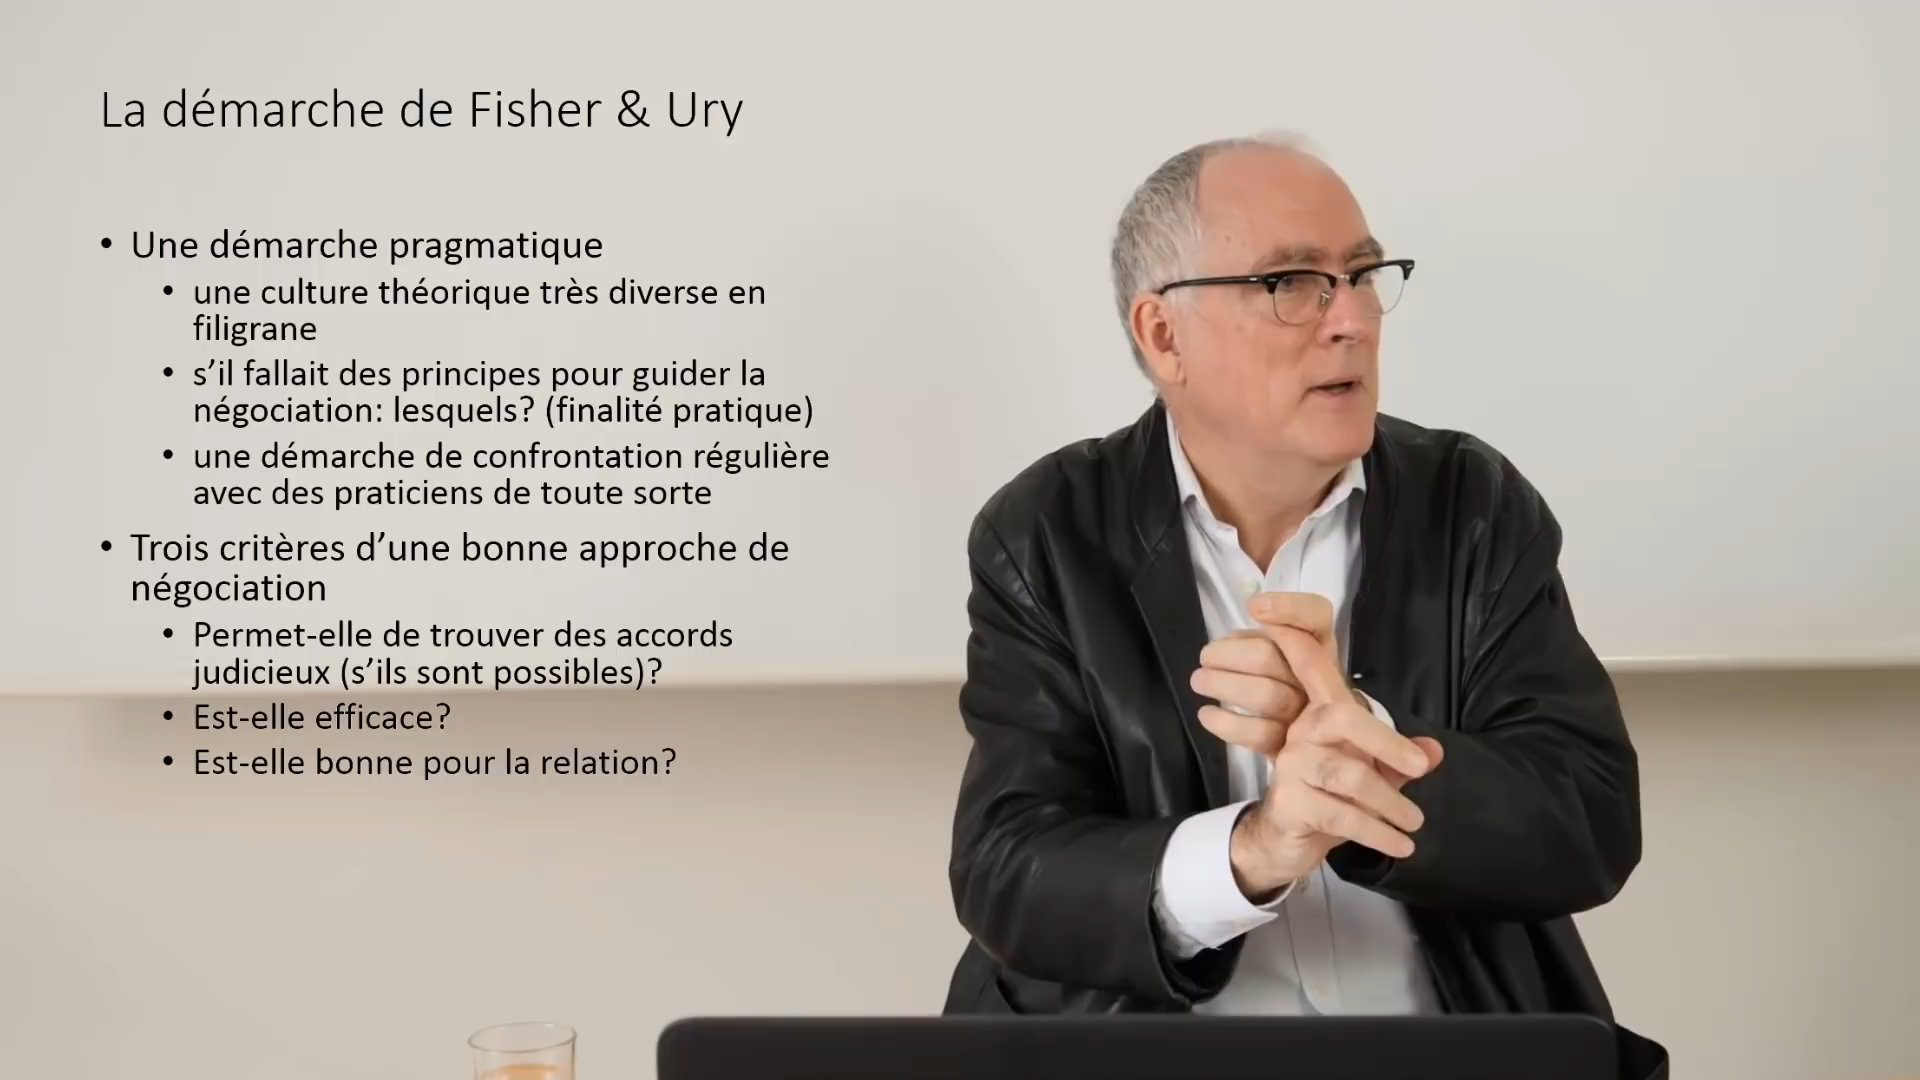 La démarche de Fisher & Ury
• Une démarche pragmatique
• une culture théorique très diverse en
filigrane
• s’il fallait des principes pour guider la
négociation: lesquels? (finalité pratique)
• une démarche de confrontation régulière
avec des praticiens de toute sorte
• Trois critères d’une bonne approche de
négociation
• Permet-elle de trouver des accords
judicieux (s’ils sont possibles)?
• Est-elle efficace?
• Est-elle bonne pour la relation?